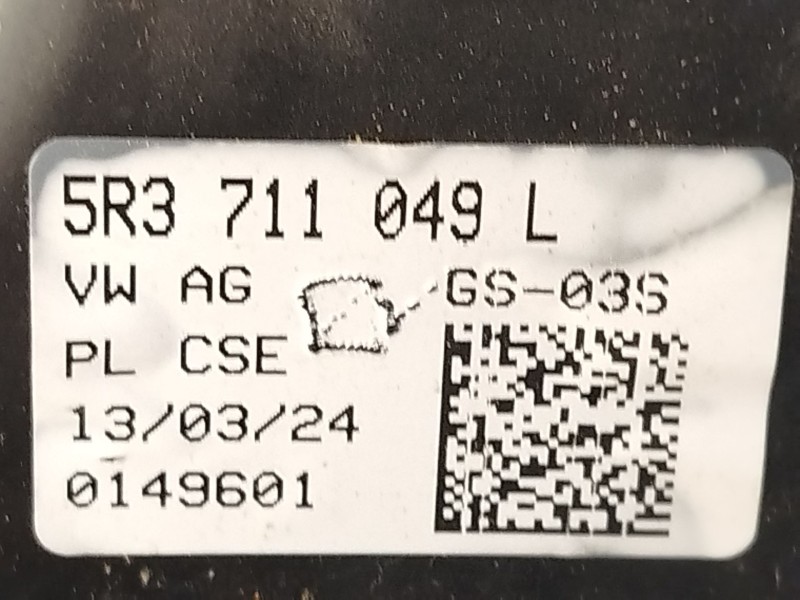 5R3 711 049 L
VW AG GS-03S
PL CSE
13/03/24
0149601